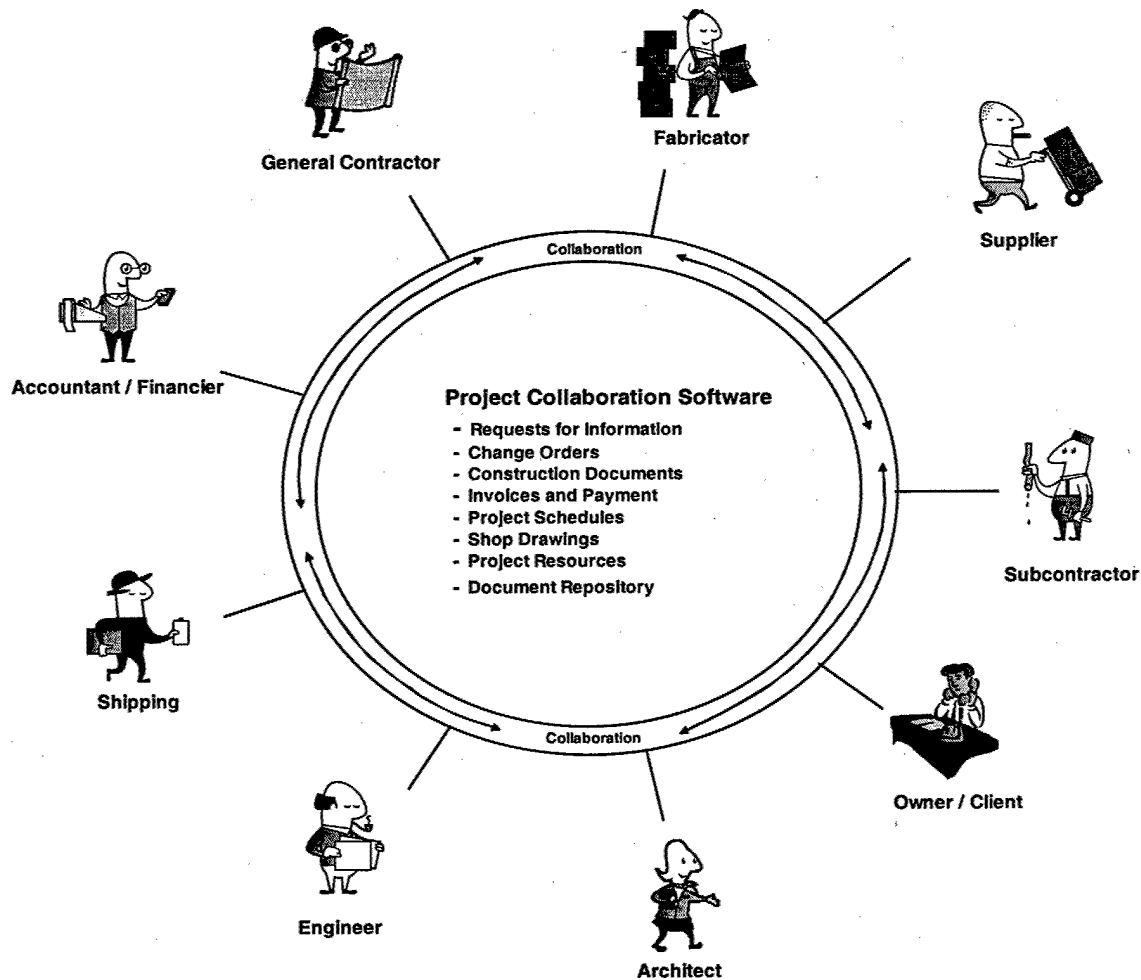 Fabricator
General Contractor
Supplier
Collaboration
Accountant / Financier
Project Collaboration Software
- Requests for Information
- Change Orders
- Construction Documents
- Invoices and Payment
- Project Schedules
- Shop Drawings
- Project Resources
- Document Repository
Subcontractor
Shipping
Collaboration
Owner / Client
Engineer
Architect